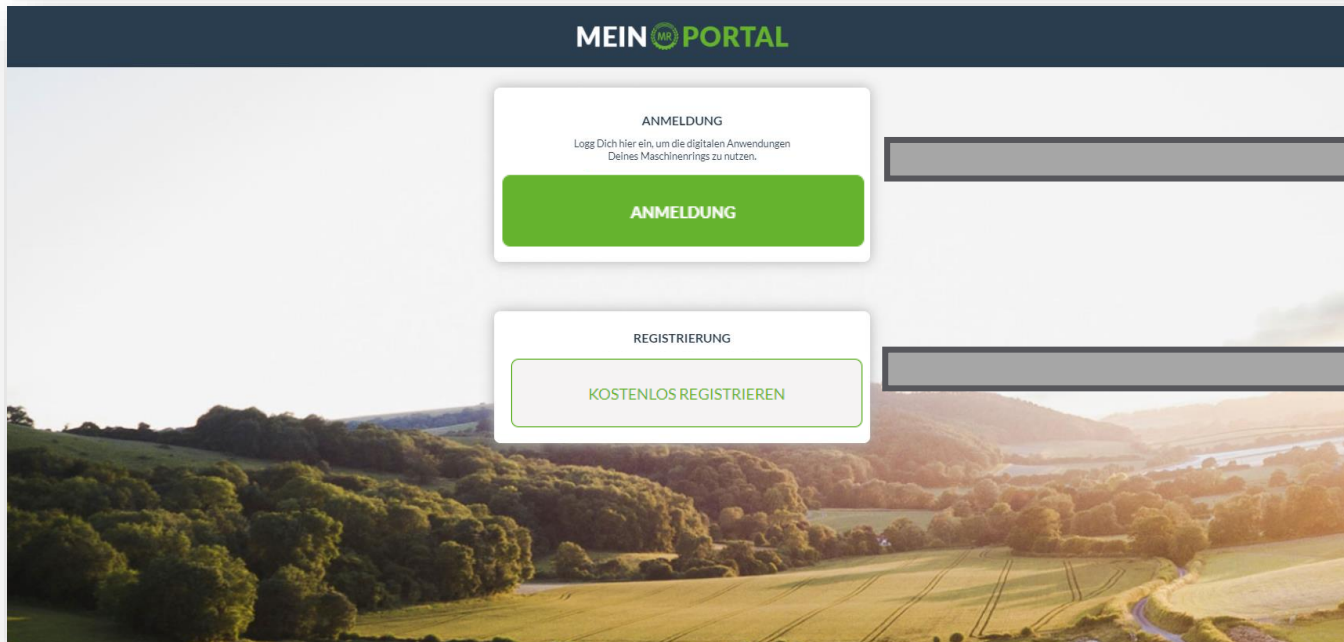 MEIN MR PORTAL
ANMELDUNG
Logg Dich hier ein, um die digitalen Anwendungen
Deines Maschinenrings zu nutzen.
ANMELDUNG
REGISTRIERUNG
KOSTENLOS REGISTRIEREN